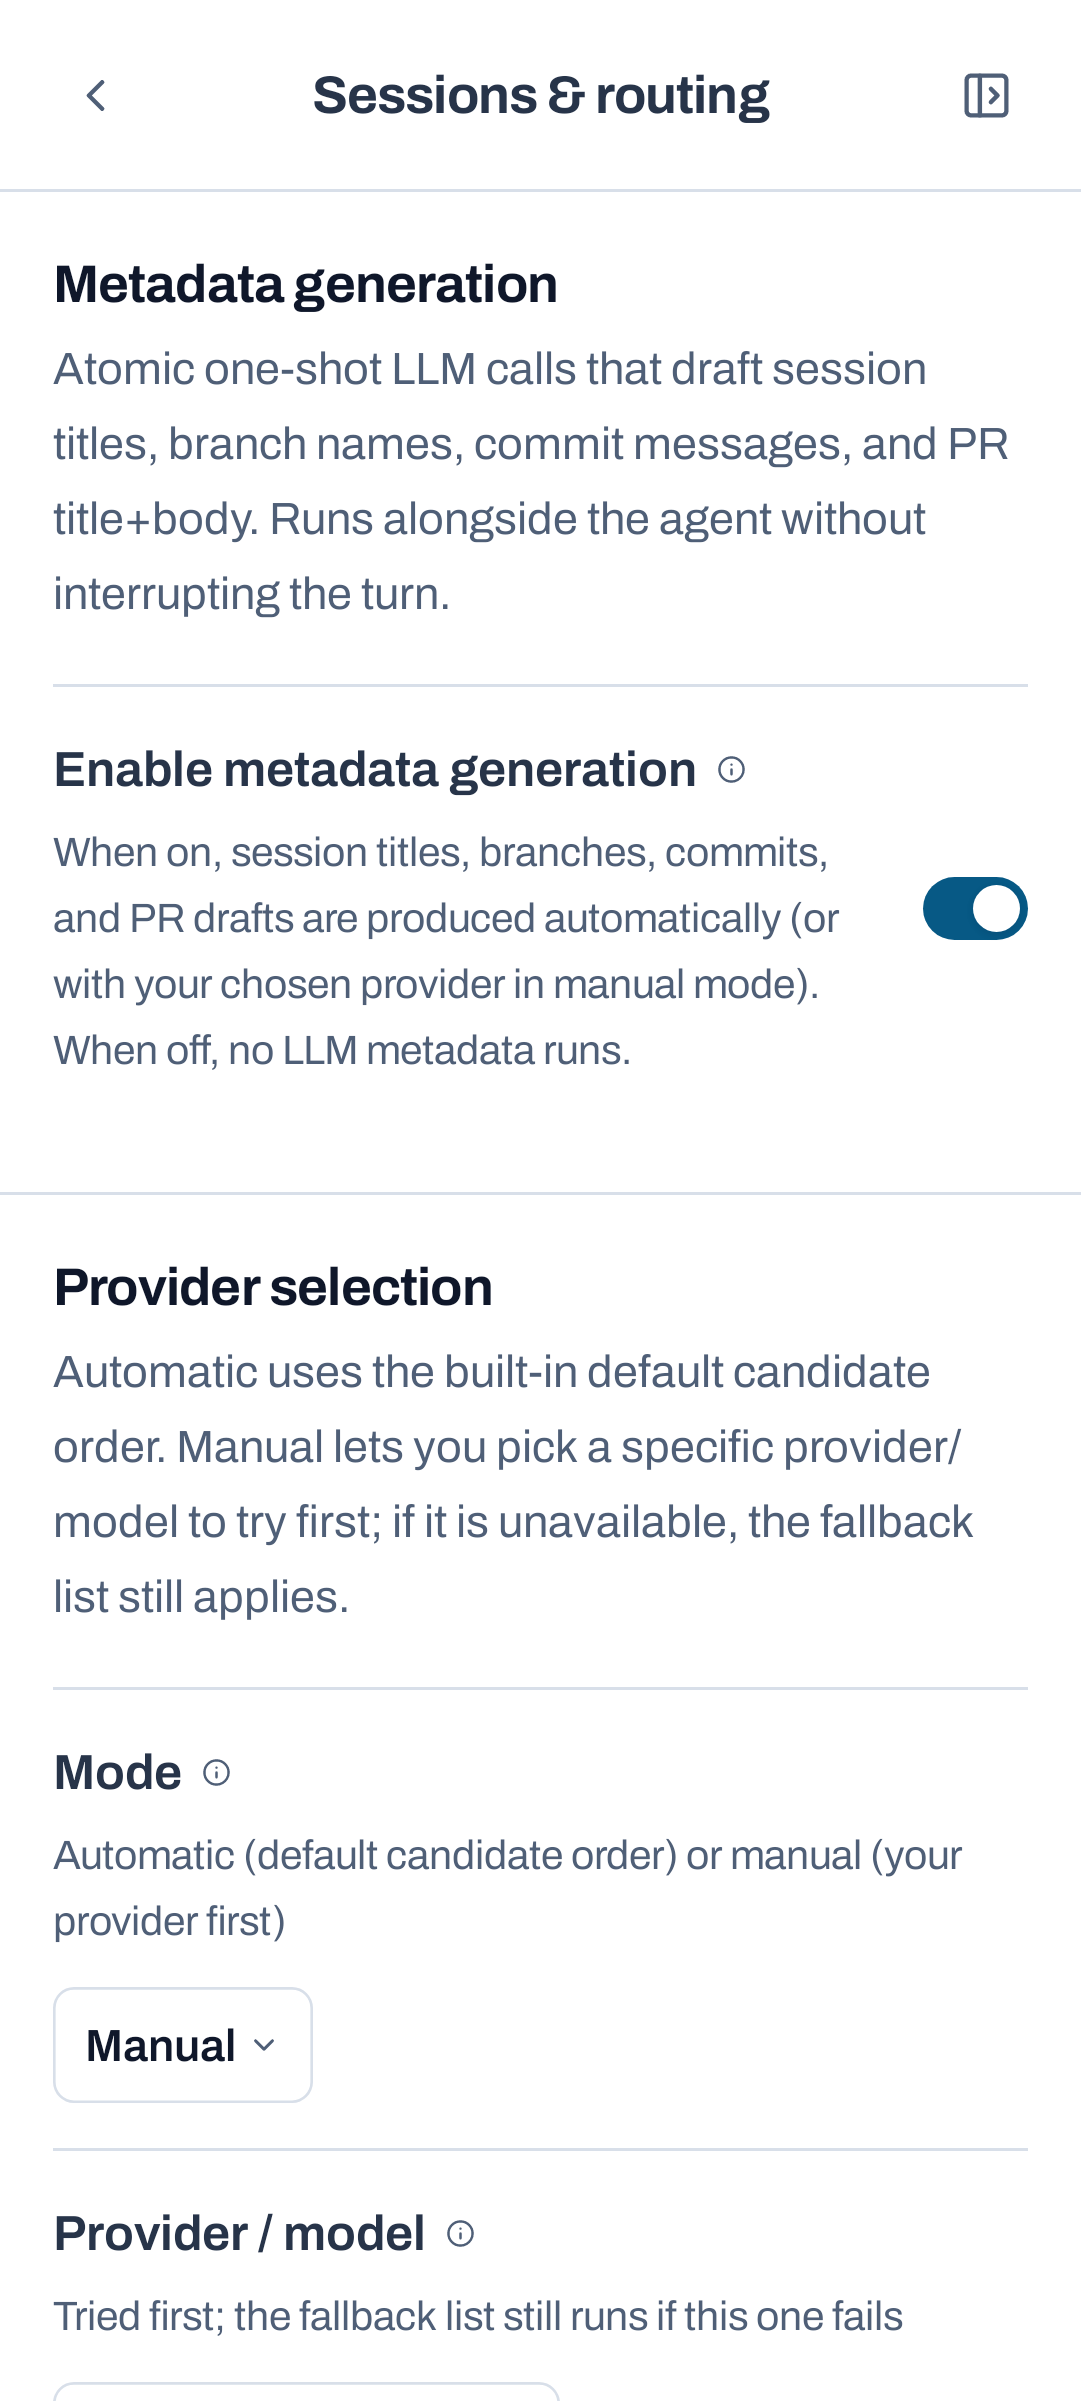 Sessions & routing
Metadata generation
Atomic one-shot LLM calls that draft session
titles, branch names, commit messages, and PR
title+body. Runs alongside the agent without
interrupting the turn.
Enable metadata generation
When on, session titles, branches, commits,
and PR drafts are produced automatically (or
with your chosen provider in manual mode).
When off, no LLM metadata runs.
Provider selection
Automatic uses the built-in default candidate
order. Manual lets you pick a specific provider/
model to try first; if it is unavailable, the fallback
list still applies.
Mode
Automatic (default candidate order) or manual (your
provider first)
Manual
Provider / model
Tried first; the fallback list still runs if this one fails